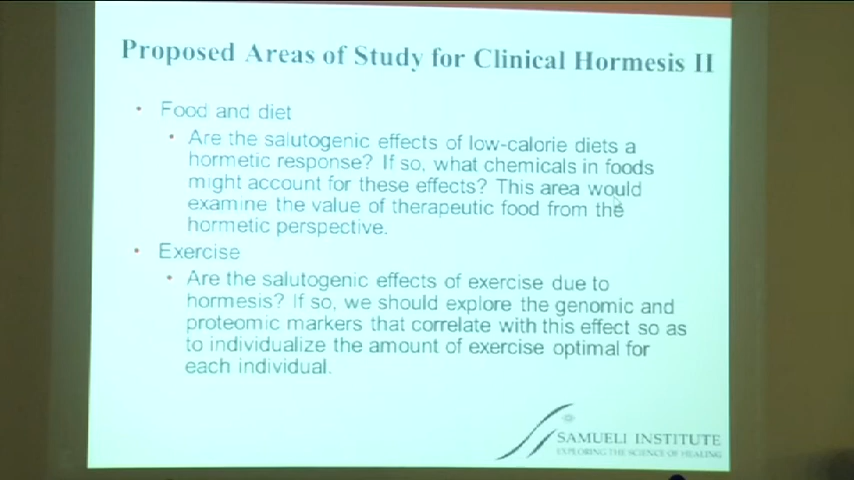 Proposed Areas of Study for Clinical Hormesis II
• Food and diet
• Are the salutogenic effects of low-calorie diets a
hormetic response? If so, what chemicals in foods
might account for these effects? This area would
examine the value of therapeutic food from the
hormetic perspective.
• Exercise
• Are the salutogenic effects of exercise due to
hormesis? If so, we should explore the genomic and
proteomic markers that correlate with this effect so as
to individualize the amount of exercise optimal for
each individual.
SAMUELI INSTITUTE
EXPLORING THE SCIENCE OF HEALING